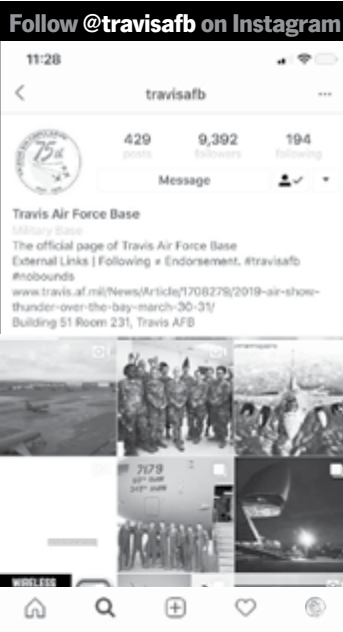 Follow @travisafb on Instagram
11:28
travisafb
...
75th
429 9,392 194
posts followers following
Message
Travis Air Force Base
Military Base
The official page of Travis Air Force Base
External Links | Following ≠ Endorsement. #travisafb
#nobounds
www.travis.af.mil/News/Article/1708279/2019-air-show-
thunder-over-the-bay-march-30-31/
Building 51 Room 231, Travis AFB
7179
WIRELESS